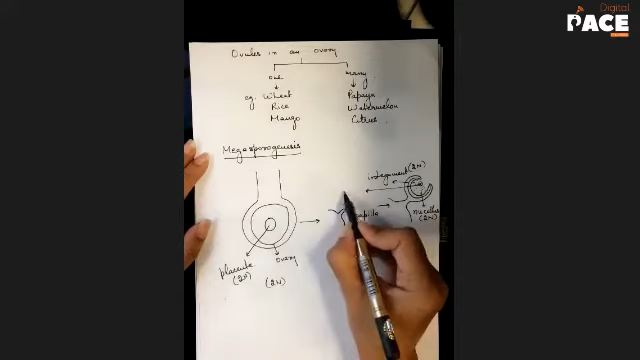 Digital
PACE
Ovules in an ovary
one many
eg. Wheat Papaya
Rice Watermelon
Mango Citrus
Megasporogenesis
integument (2N)
papilla
nucellus
(2N)
placenta
(2N)
ovary
(2N)